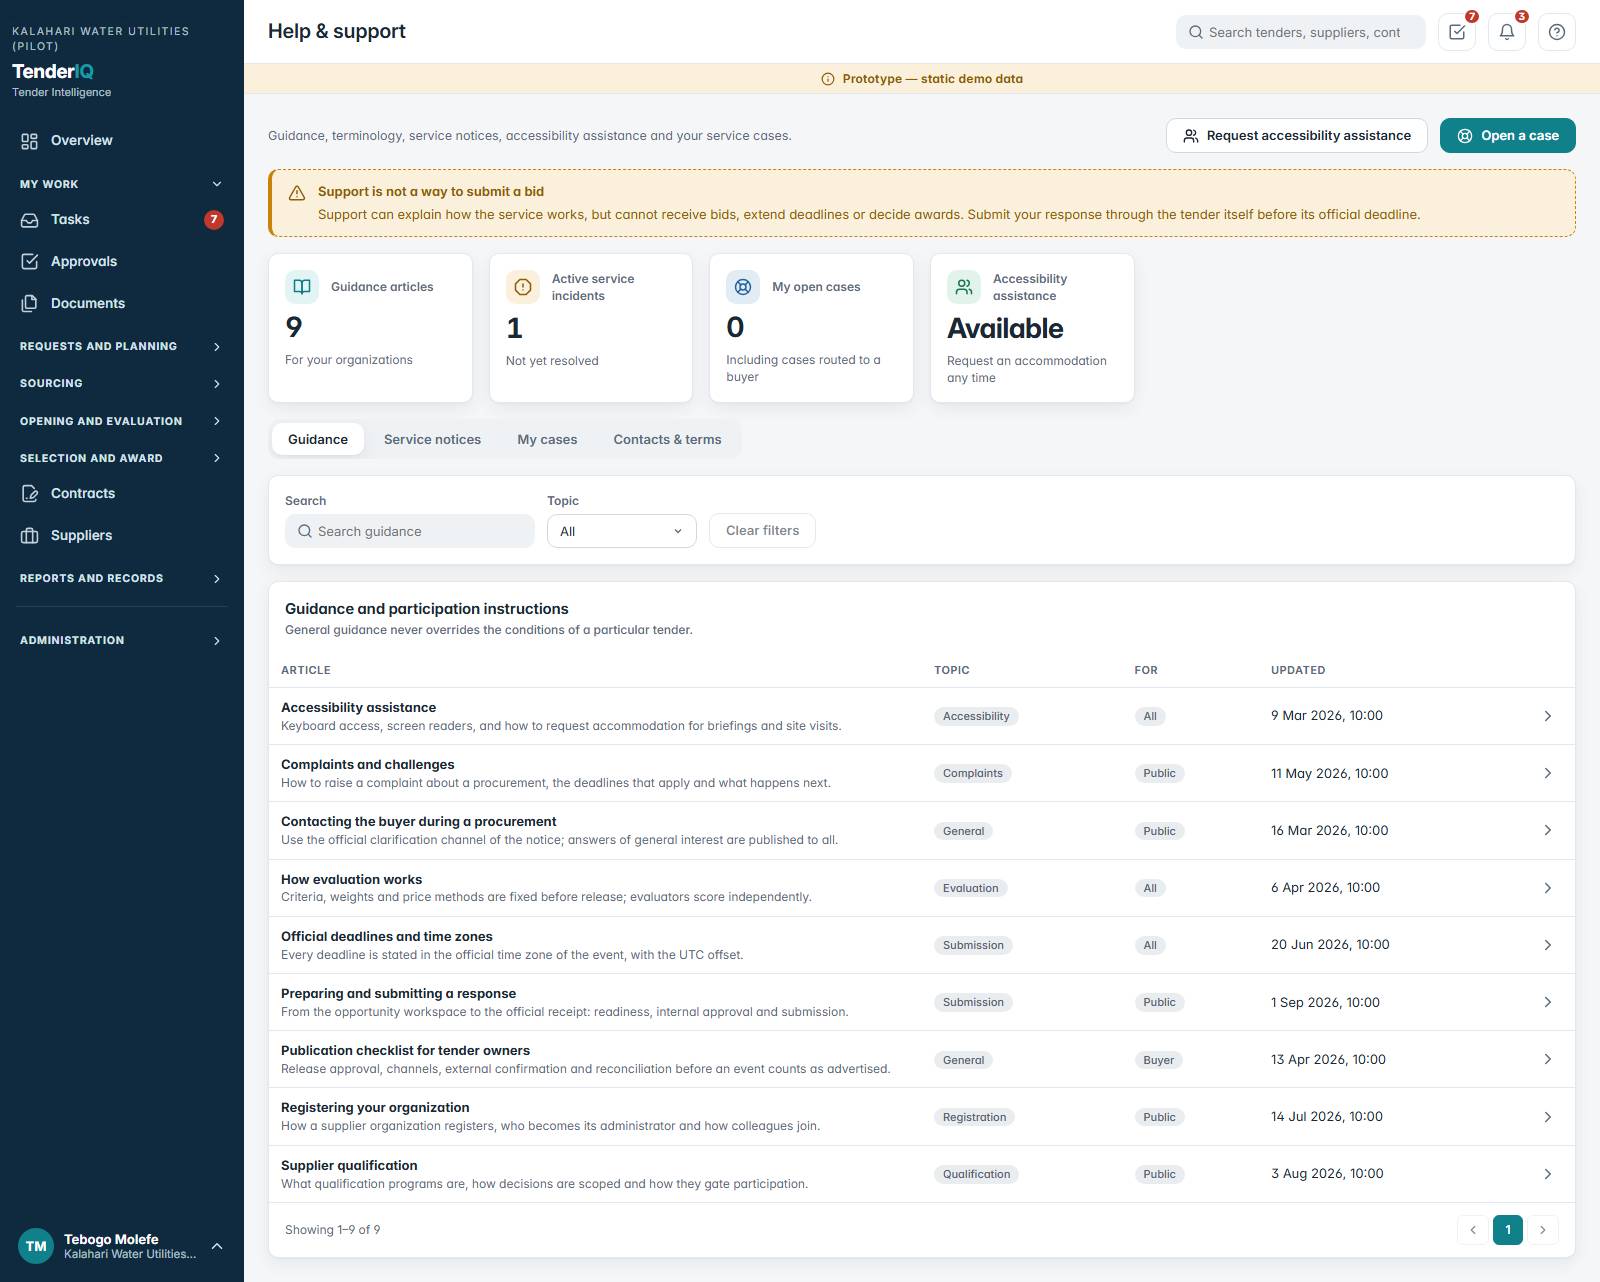 KALAHARI WATER UTILITIES
(PILOT)
TenderIQ
Tender Intelligence
Overview
MY WORK
Tasks
7
Approvals
Documents
REQUESTS AND PLANNING
SOURCING
OPENING AND EVALUATION
SELECTION AND AWARD
Contracts
Suppliers
REPORTS AND RECORDS
ADMINISTRATION
TM
Tebogo Molefe
Kalahari Water Utilities...
Help & support
Search tenders, suppliers, cont
7
3
Prototype — static demo data
Guidance, terminology, service notices, accessibility assistance and your service cases.
Request accessibility assistance
Open a case
Support is not a way to submit a bid
Support can explain how the service works, but cannot receive bids, extend deadlines or decide awards. Submit your response through the tender itself before its official deadline.
Guidance articles
9
For your organizations
Active service
incidents
1
Not yet resolved
My open cases
0
Including cases routed to a
buyer
Accessibility
assistance
Available
Request an accommodation
any time
Guidance
Service notices
My cases
Contacts & terms
Search
Search guidance
Topic
All
Clear filters
Guidance and participation instructions
General guidance never overrides the conditions of a particular tender.
ARTICLE TOPIC FOR UPDATED
Accessibility assistance
Keyboard access, screen readers, and how to request accommodation for briefings and site visits.
Accessibility All 9 Mar 2026, 10:00
Complaints and challenges
How to raise a complaint about a procurement, the deadlines that apply and what happens next.
Complaints Public 11 May 2026, 10:00
Contacting the buyer during a procurement
Use the official clarification channel of the notice; answers of general interest are published to all.
General Public 16 Mar 2026, 10:00
How evaluation works
Criteria, weights and price methods are fixed before release; evaluators score independently.
Evaluation All 6 Apr 2026, 10:00
Official deadlines and time zones
Every deadline is stated in the official time zone of the event, with the UTC offset.
Submission All 20 Jun 2026, 10:00
Preparing and submitting a response
From the opportunity workspace to the official receipt: readiness, internal approval and submission.
Submission Public 1 Sep 2026, 10:00
Publication checklist for tender owners
Release approval, channels, external confirmation and reconciliation before an event counts as advertised.
General Buyer 13 Apr 2026, 10:00
Registering your organization
How a supplier organization registers, who becomes its administrator and how colleagues join.
Registration Public 14 Jul 2026, 10:00
Supplier qualification
What qualification programs are, how decisions are scoped and how they gate participation.
Qualification Public 3 Aug 2026, 10:00
Showing 1–9 of 9
1